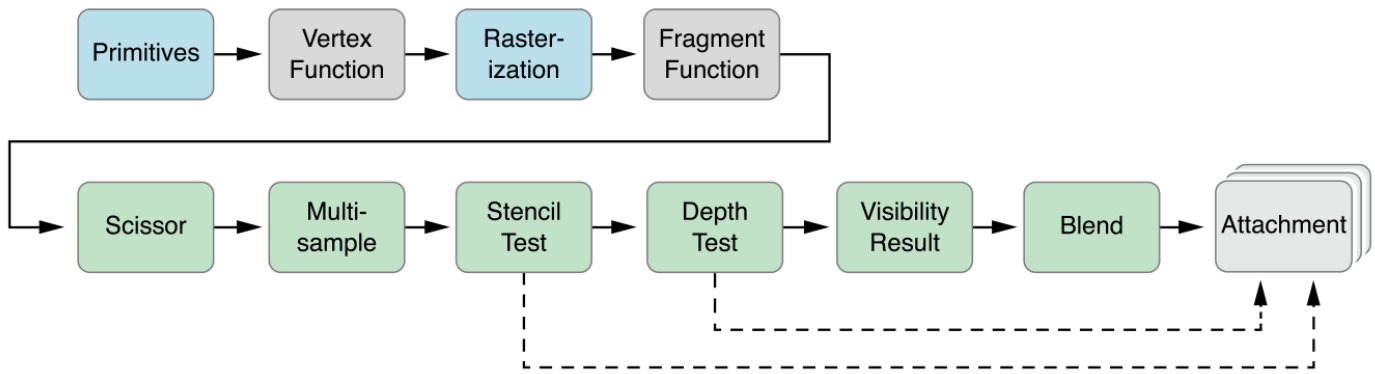 Primitives
Vertex
Function
Raster-
ization
Fragment
Function
Scissor
Multi-
sample
Stencil
Test
Depth
Test
Visibility
Result
Blend
Attachment